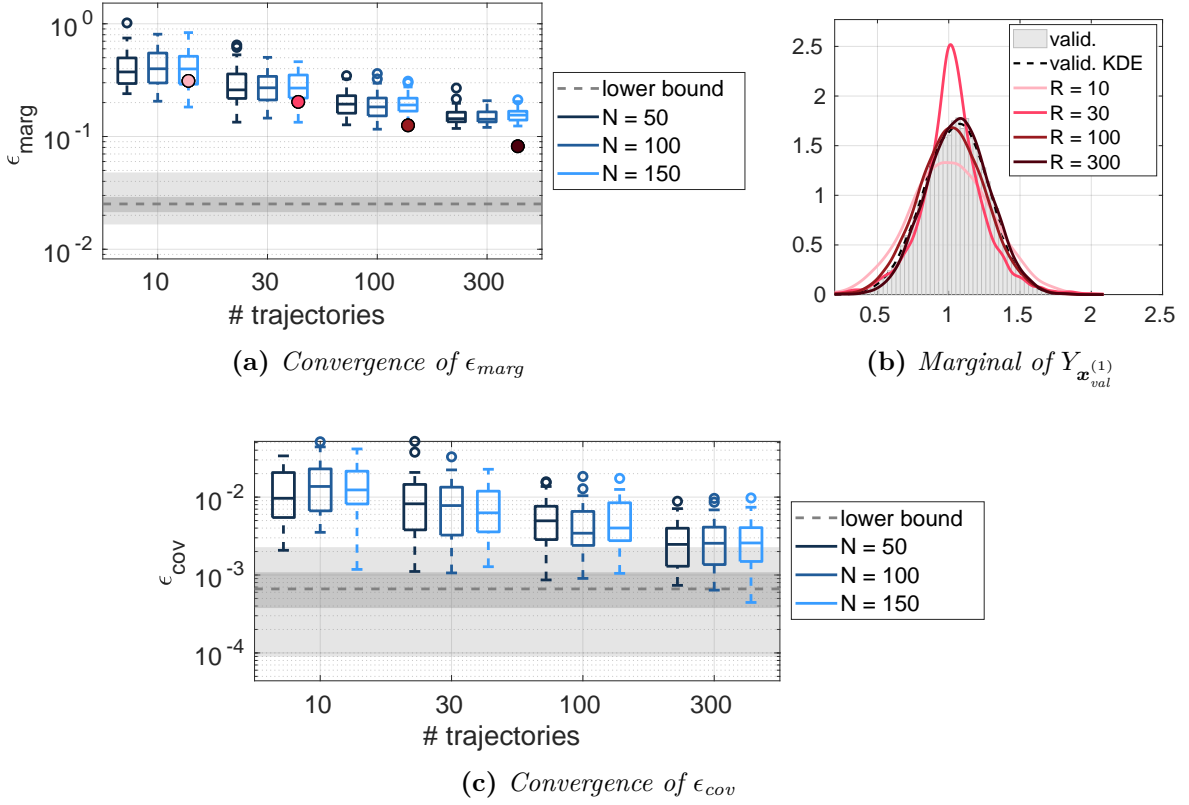 10^0
10^-1
10^-2
ϵ_marg
10
30
100
300
# trajectories
lower bound
N = 50
N = 100
N = 150
(a) Convergence of ϵ_marg
2.5
2
1.5
1
0.5
0
0.5
1
1.5
2
2.5
valid.
valid. KDE
R = 10
R = 30
R = 100
R = 300
(b) Marginal of Y_{x_{val}^{(1)}}
10^-2
10^-3
10^-4
ϵ_cov
10
30
100
300
# trajectories
lower bound
N = 50
N = 100
N = 150
(c) Convergence of ϵ_cov